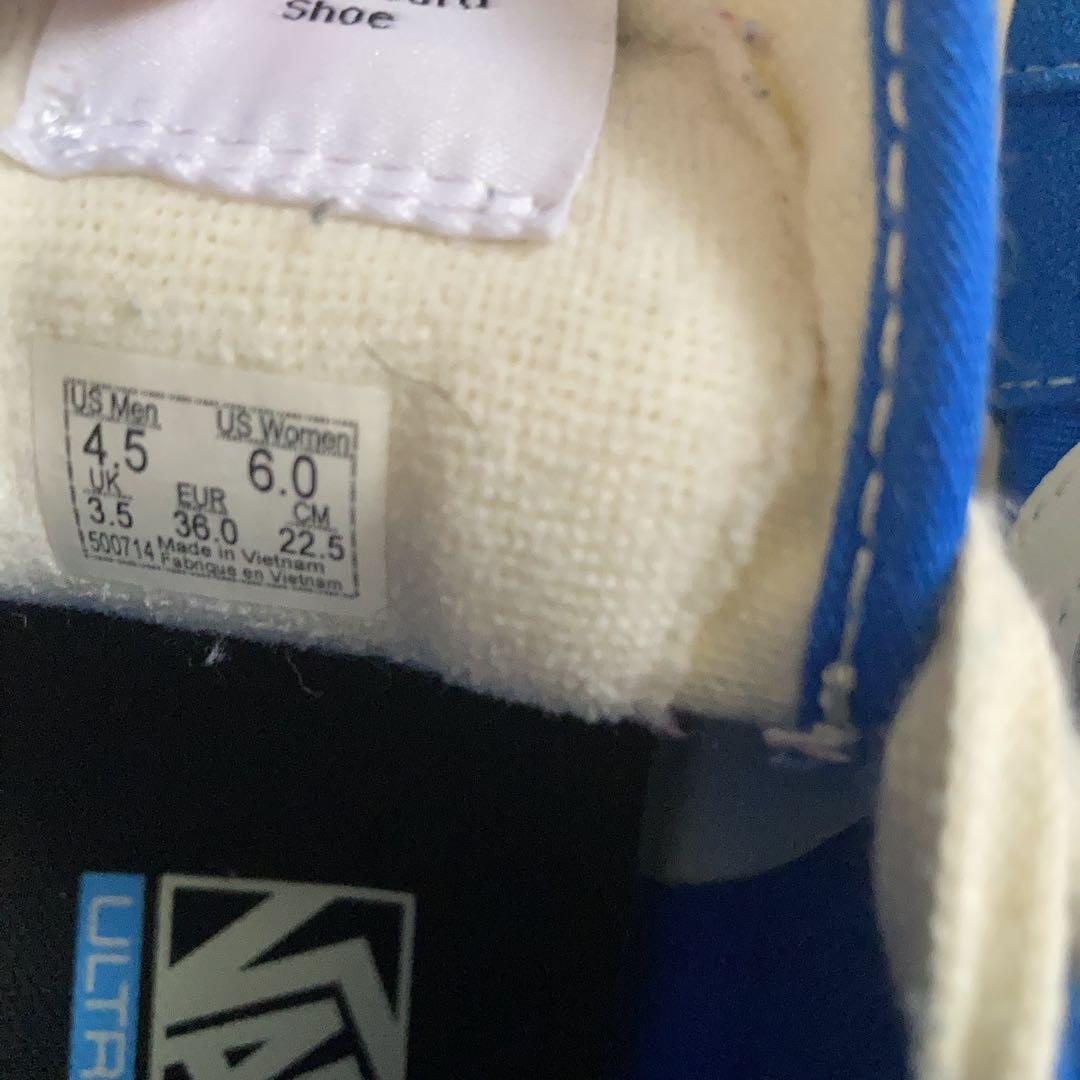 Shoe
US Men US Women
4.5 6.0
UK EUR CM
3.5 36.0 22.5
500714 Made in Vietnam
Fabrique en Vietnam
ULTR